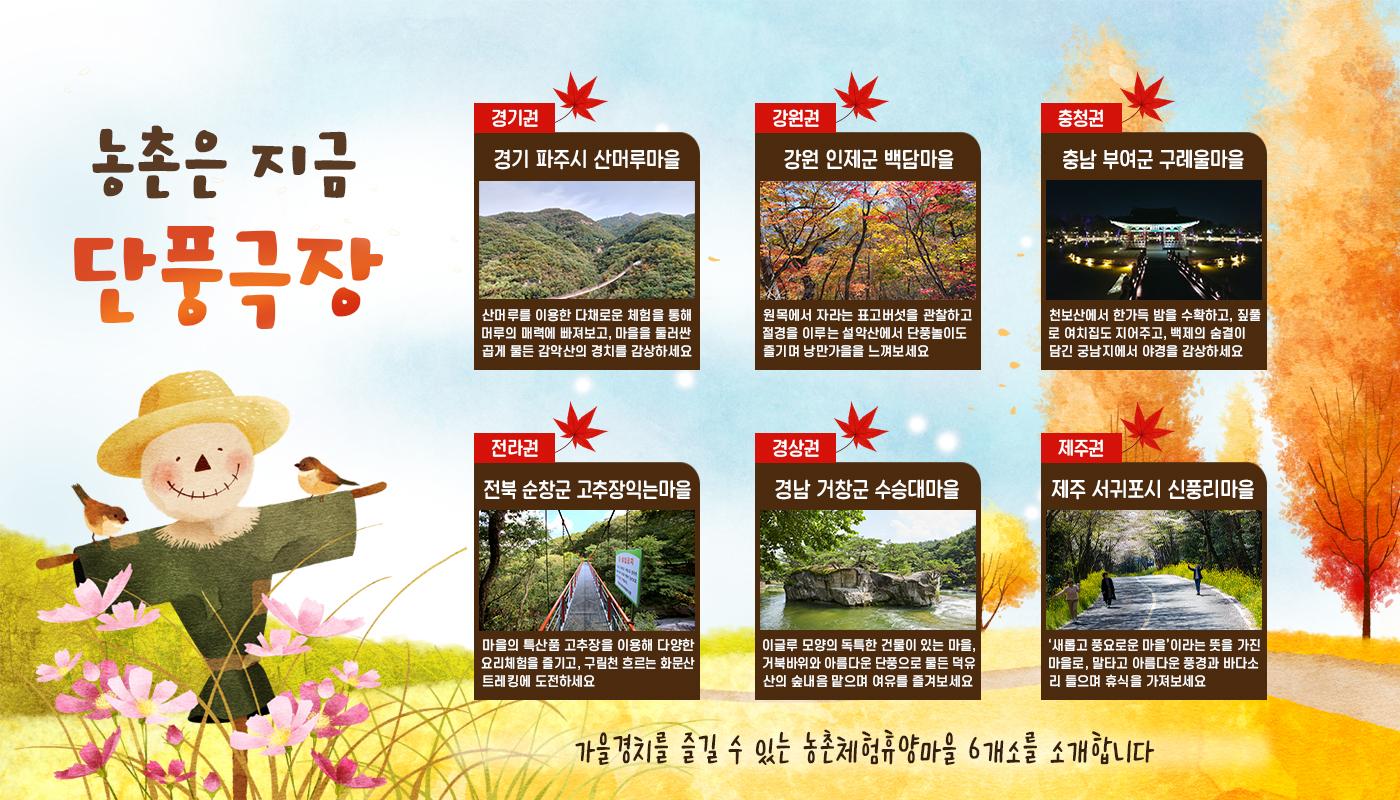 농촌은 지금
단풍극장
경기권
경기 파주시 산머루마을
산머루를 이용한 다채로운 체험을 통해
머루의 매력에 빠져보고, 마을을 둘러싼
곱게 물든 감악산의 경치를 감상하세요
강원권
강원 인제군 백담마을
원목에서 자라는 표고버섯을 관찰하고
절경을 이루는 설악산에서 단풍놀이도
즐기며 낭만가을을 느껴보세요
충청권
충남 부여군 구레울마을
천보산에서 한가득 밤을 수확하고, 짚풀
로 여치집도 지어주고, 백제의 숨결이
담긴 궁남지에서 야경을 감상하세요
전라권
전북 순창군 고추장익는마을
마을의 특산품 고추장을 이용해 다양한
요리체험을 즐기고, 구림천 흐르는 화문산
트레킹에 도전하세요
경상권
경남 거창군 수승대마을
이글루 모양의 독특한 건물이 있는 마을,
거북바위와 아름다운 단풍으로 물든 덕유
산의 숲내음 맡으며 여유를 즐겨보세요
제주권
제주 서귀포시 신풍리마을
'새롭고 풍요로운 마을'이라는 뜻을 가진
마을로, 말타고 아름다운 풍경과 바다소
리 들으며 휴식을 가져보세요
가을경치를 즐길 수 있는 농촌체험휴양마을 6개소를 소개합니다